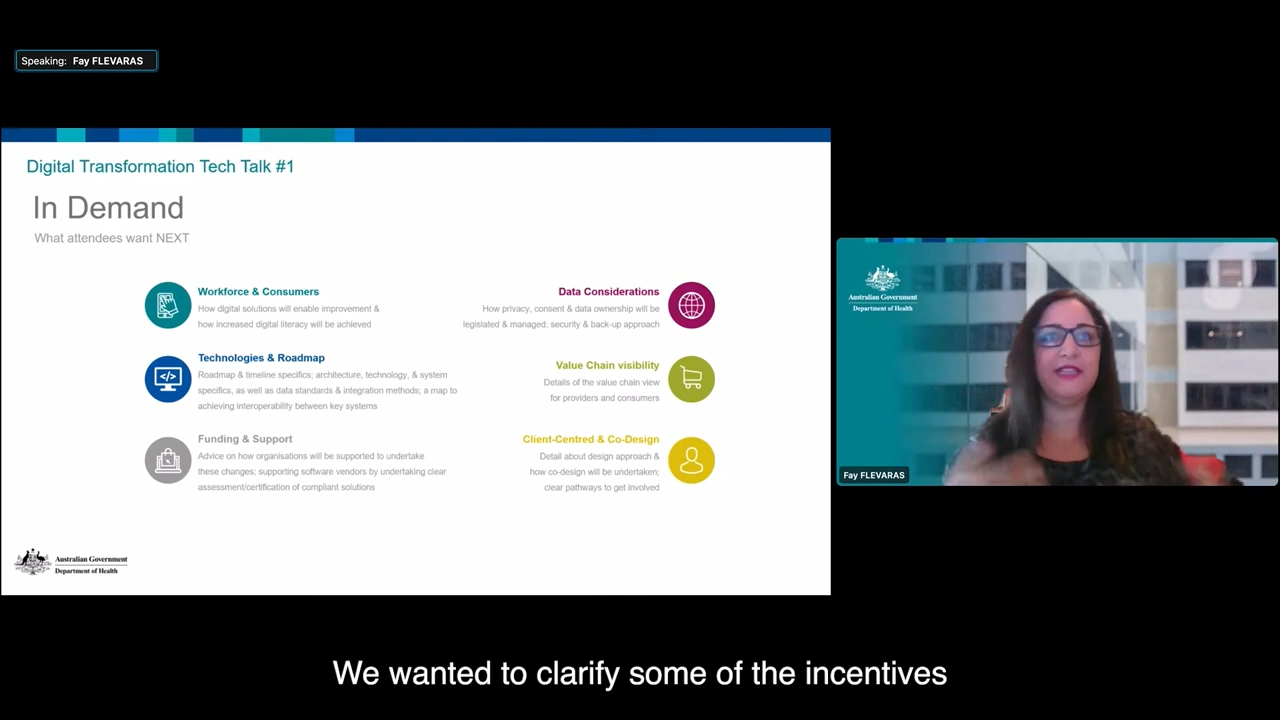 Speaking: Fay FLEVARAS
Digital Transformation Tech Talk #1
In Demand
What attendees want NEXT
Workforce & Consumers
How digital solutions will enable improvement &
how increased digital literacy will be achieved
Technologies & Roadmap
Roadmap & timeline specifics; architecture, technology, & system
specifics, as well as data standards & integration methods; a map to
achieving interoperability between key systems
Funding & Support
Advice on how organisations will be supported to undertake
these changes; supporting software vendors by undertaking clear
assessment/certification of compliant solutions
Data Considerations
How privacy, consent & data ownership will be
legislated & managed; security & back-up approach
Value Chain visibility
Details of the value chain view
for providers and consumers
Client-Centred & Co-Design
Detail about design approach &
how co-design will be undertaken;
clear pathways to get involved
Australian Government
Department of Health
Australian Government
Department of Health
Fay FLEVARAS
We wanted to clarify some of the incentives